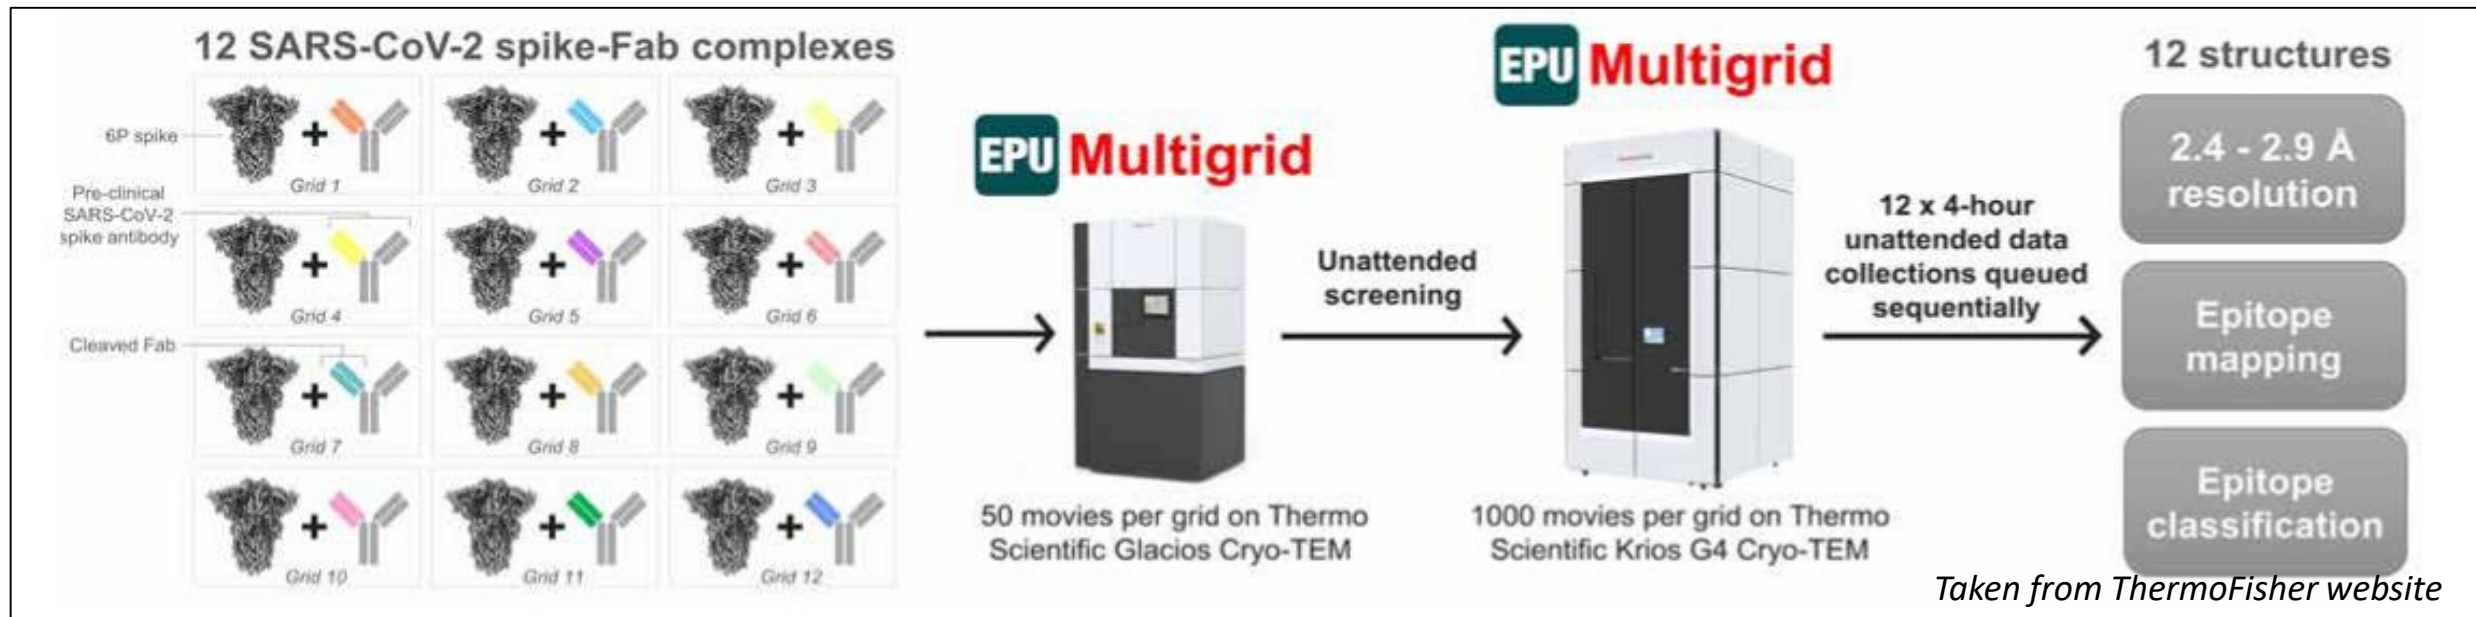 12 SARS-CoV-2 spike-Fab complexes
6P spike
Grid 1
Grid 2
Grid 3
Pre-clinical
SARS-CoV-2
spike antibody
Grid 4
Grid 5
Grid 6
Cleaved Fab
Grid 7
Grid 8
Grid 9
Grid 10
Grid 11
Grid 12
EPU Multigrid
50 movies per grid on Thermo
Scientific Glacios Cryo-TEM
Unattended
screening
EPU Multigrid
1000 movies per grid on Thermo
Scientific Krios G4 Cryo-TEM
12 x 4-hour
unattended data
collections queued
sequentially
12 structures
2.4 - 2.9 Å
resolution
Epitope
mapping
Epitope
classification
Taken from ThermoFisher website